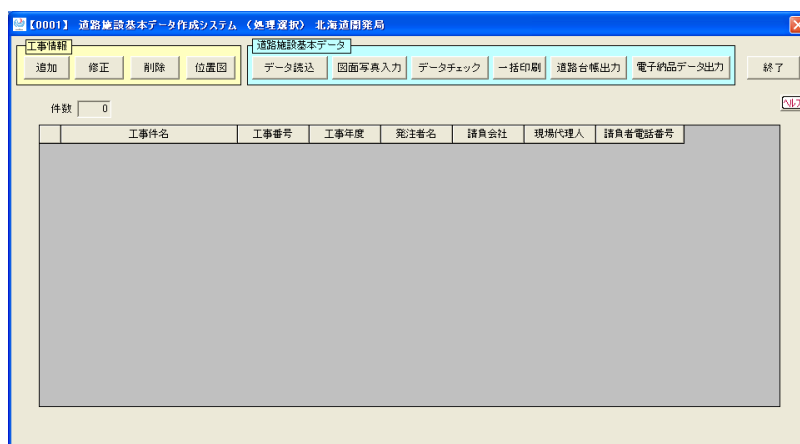 【0001】 道路施設基本データ作成システム （処理選択） 北海道開発局
工事情報
追加 修正 削除 位置図
道路施設基本データ
データ読込 図面写真入力 データチェック 一括印刷 道路台帳出力 電子納品データ出力
終了
ヘルプ
件数 0
工事件名 工事番号 工事年度 発注者名 請負会社 現場代理人 請負者電話番号